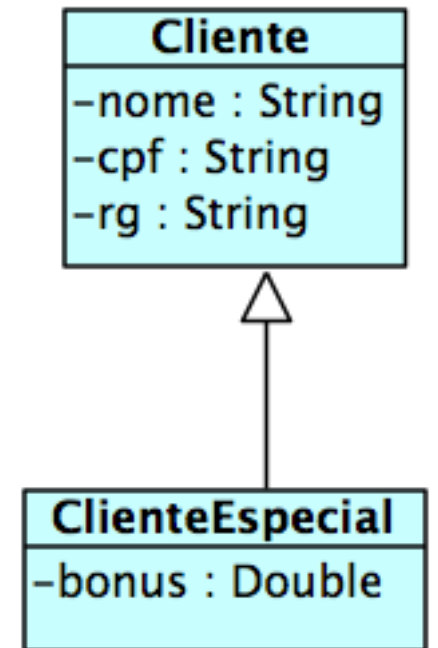 Cliente
-nome : String
-cpf : String
-rg : String
ClienteEspecial
-bonus : Double